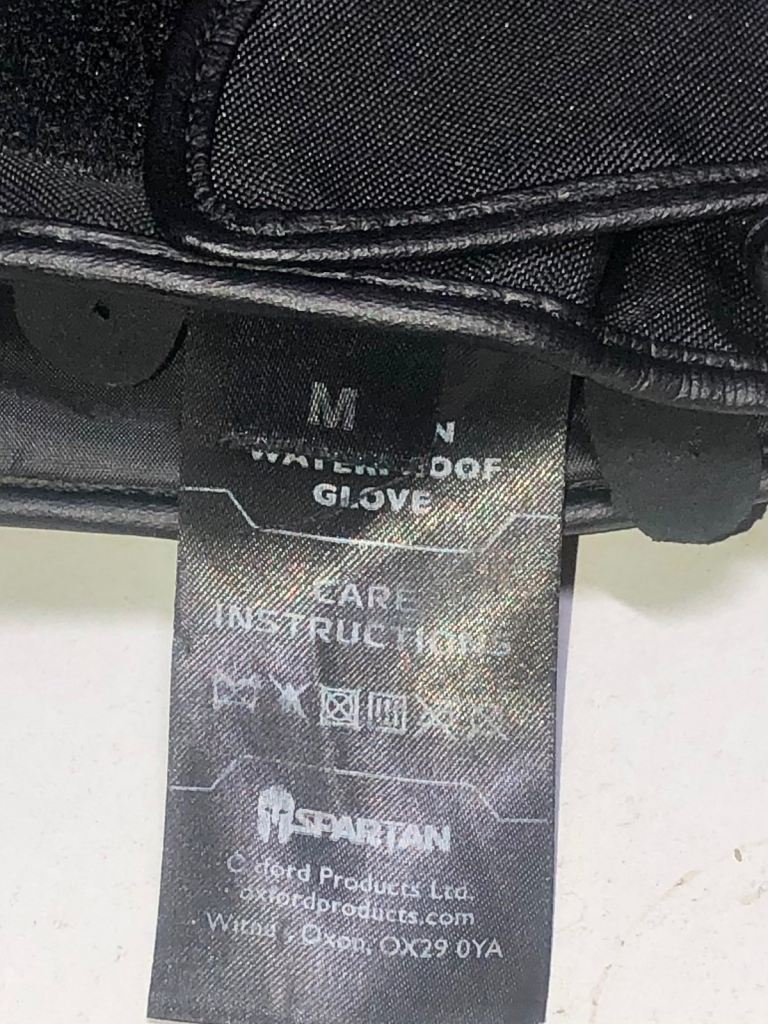 M
GLOVE
CARE
INSTRUCTIONS
SPARTAN
Oxford Products Ltd.
oxfordproducts.com
Oxon, OX29 0YA